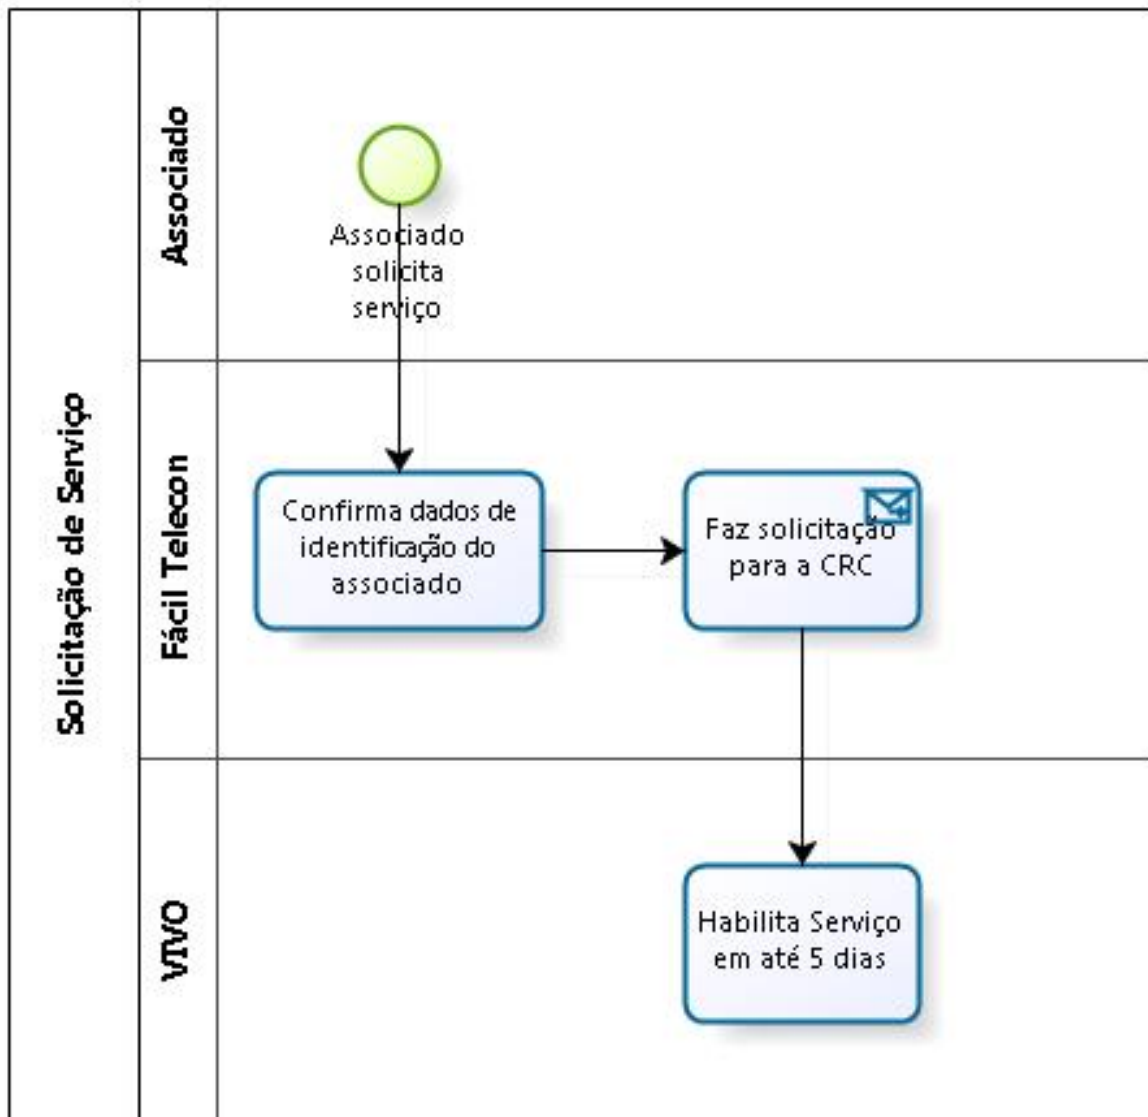 Solicitação de Serviço
Associado
Associado
solicita
serviço
Fácil Telecon
Confirma dados de
identificação do
associado
Faz solicitação
para a CRC
VIVO
Habilita Serviço
em até 5 dias